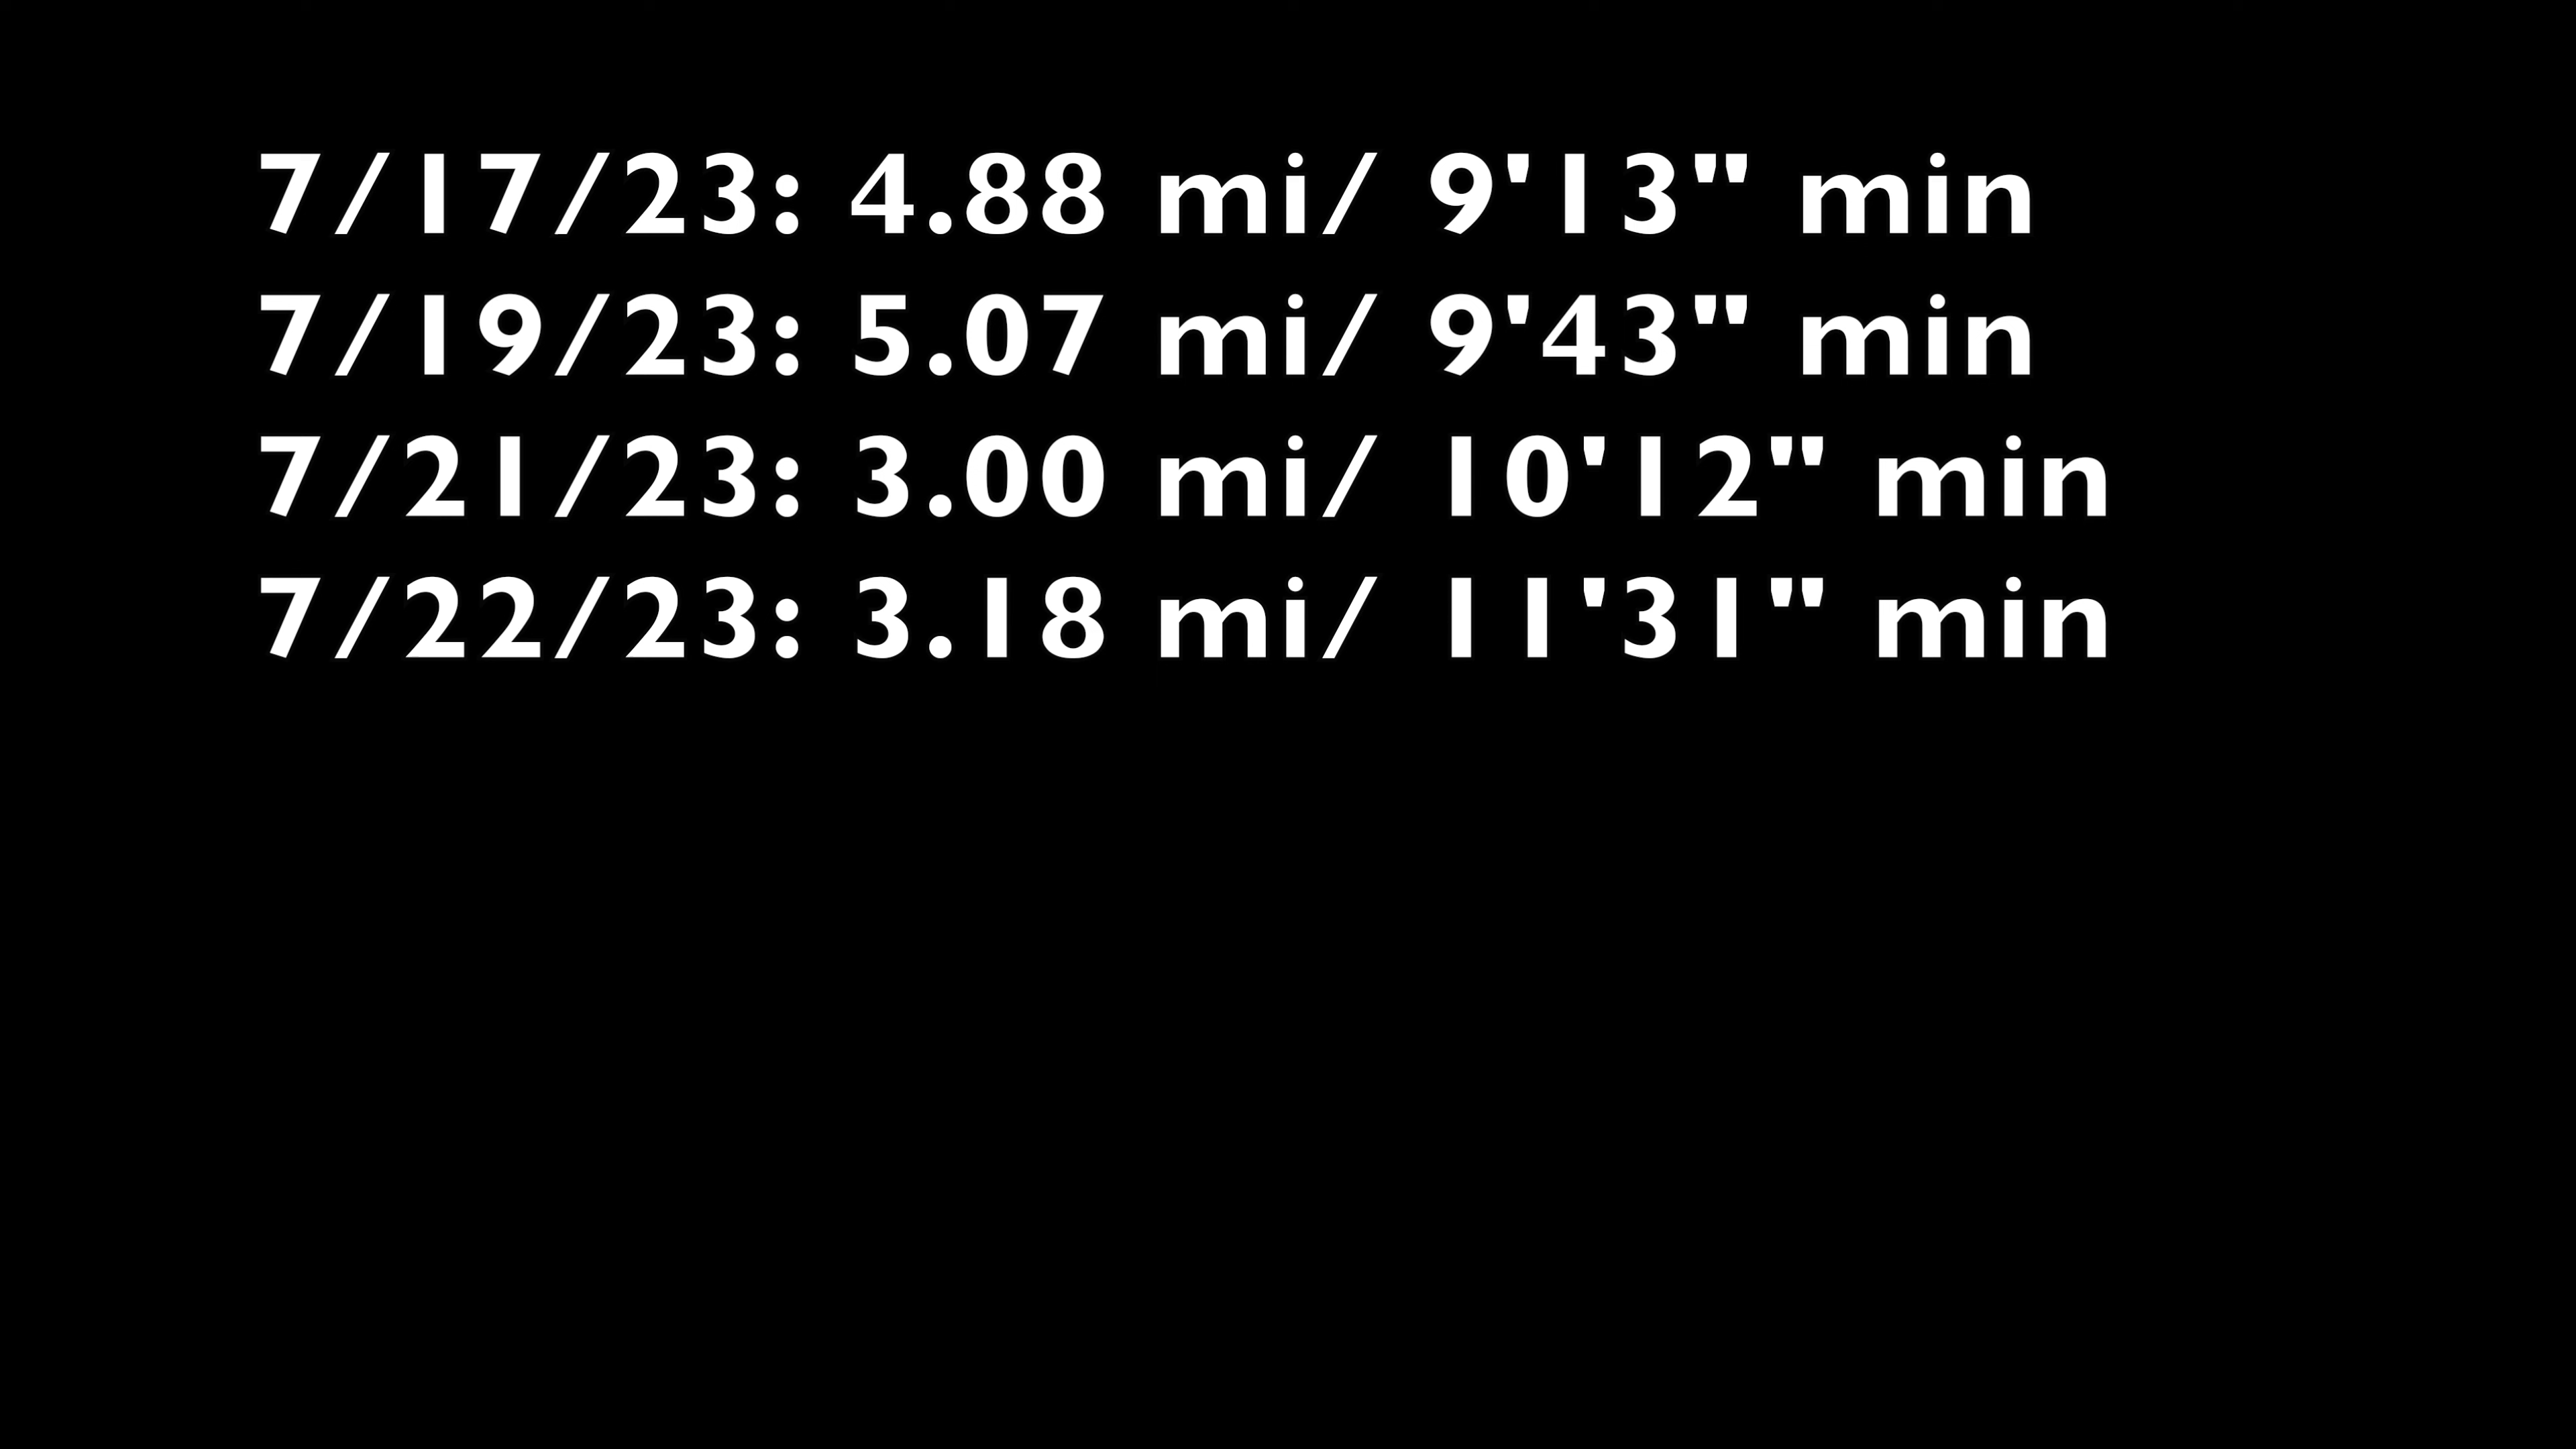 7/17/23: 4.88 mi/ 9'13" min
7/19/23: 5.07 mi/ 9'43" min
7/21/23: 3.00 mi/ 10'12" min
7/22/23: 3.18 mi/ 11'31" min